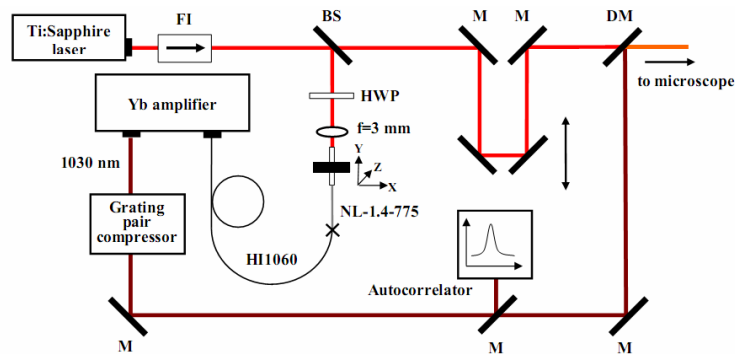 Ti:Sapphire
laser
FI
BS
M
M
DM
to microscope
HWP
Yb amplifier
f=3 mm
Y
Z
X
1030 nm
NL-1.4-775
Grating
pair
compressor
HI1060
Autocorrelator
M
M
M